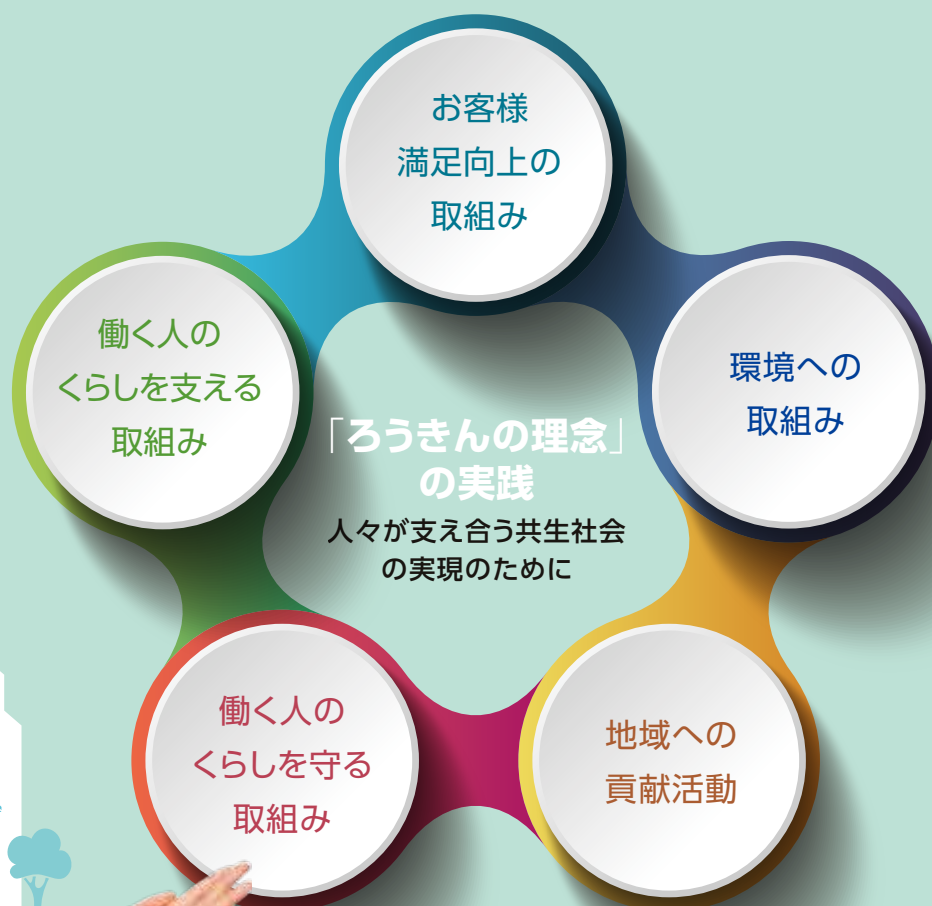 お客様
満足向上の
取組み
働く人の
くらしを支える
取組み
環境への
取組み
「ろうきんの理念」
の実践
人々が支え合う共生社会
の実現のために
働く人の
くらしを守る
取組み
地域への
貢献活動